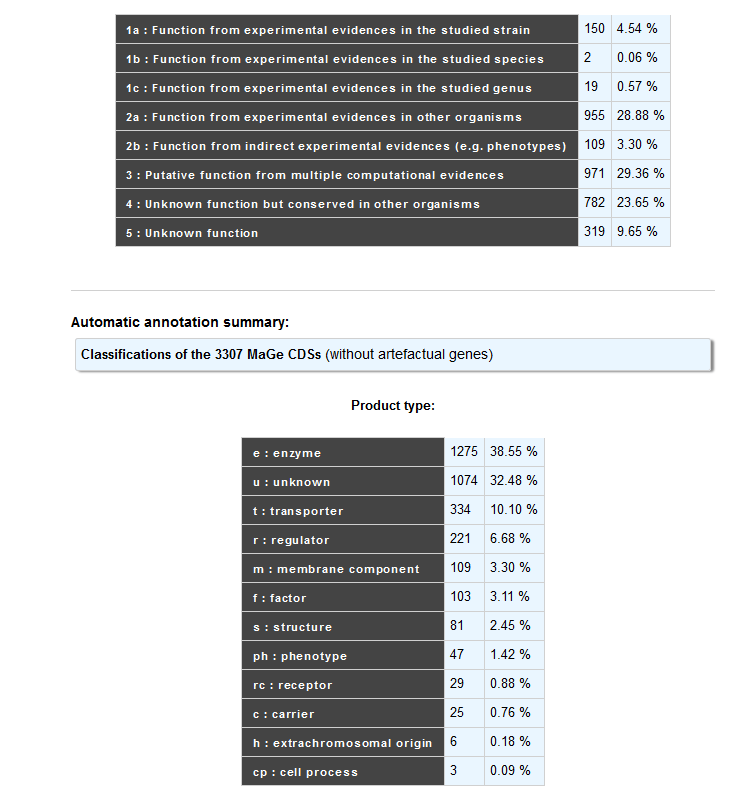 1a : Function from experimental evidences in the studied strain 150 4.54 %
1b : Function from experimental evidences in the studied species 2 0.06 %
1c : Function from experimental evidences in the studied genus 19 0.57 %
2a : Function from experimental evidences in other organisms 955 28.88 %
2b : Function from indirect experimental evidences (e.g. phenotypes) 109 3.30 %
3 : Putative function from multiple computational evidences 971 29.36 %
4 : Unknown function but conserved in other organisms 782 23.65 %
5 : Unknown function 319 9.65 %
Automatic annotation summary:
Classifications of the 3307 MaGe CDSs (without artefactual genes)
Product type:
e : enzyme 1275 38.55 %
u : unknown 1074 32.48 %
t : transporter 334 10.10 %
r : regulator 221 6.68 %
m : membrane component 109 3.30 %
f : factor 103 3.11 %
s : structure 81 2.45 %
ph : phenotype 47 1.42 %
rc : receptor 29 0.88 %
c : carrier 25 0.76 %
h : extrachromosomal origin 6 0.18 %
cp : cell process 3 0.09 %